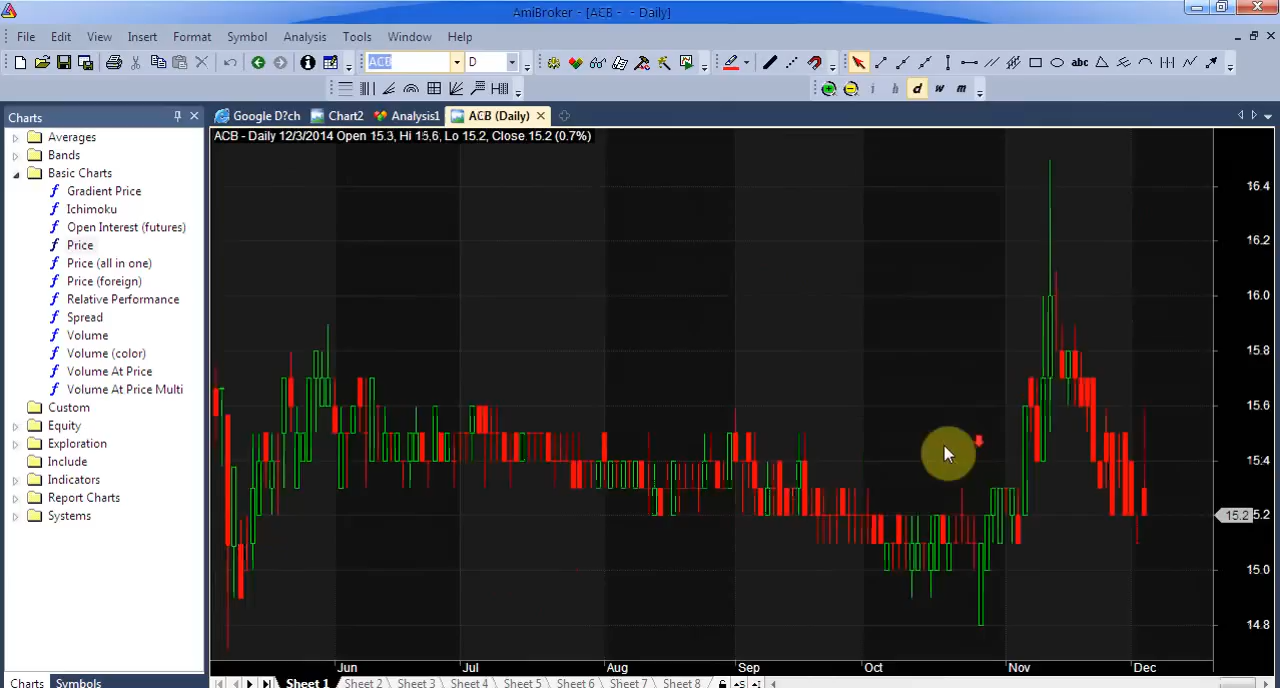 AmiBroker - [ACB - - Daily]
File Edit View Insert Format Symbol Analysis Tools Window Help
ACB D
abc
i h d w m
Charts
Google D?ch Chart2 Analysis1 ACB (Daily)
ACB - Daily 12/3/2014 Open 15.3, Hi 15.6, Lo 15.2, Close 15.2 (0.7%)
Averages
Bands
Basic Charts
Gradient Price
Ichimoku
Open Interest (futures)
Price
Price (all in one)
Price (foreign)
Relative Performance
Spread
Volume
Volume (color)
Volume At Price
Volume At Price Multi
Custom
Equity
Exploration
Include
Indicators
Report Charts
Systems
16.4
16.2
16.0
15.8
15.6
15.4
15.2 5.2
15.0
14.8
Jun Jul Aug Sep Oct Nov Dec
Charts Symbols
Sheet 1 Sheet 2 Sheet 3 Sheet 4 Sheet 5 Sheet 6 Sheet 7 Sheet 8